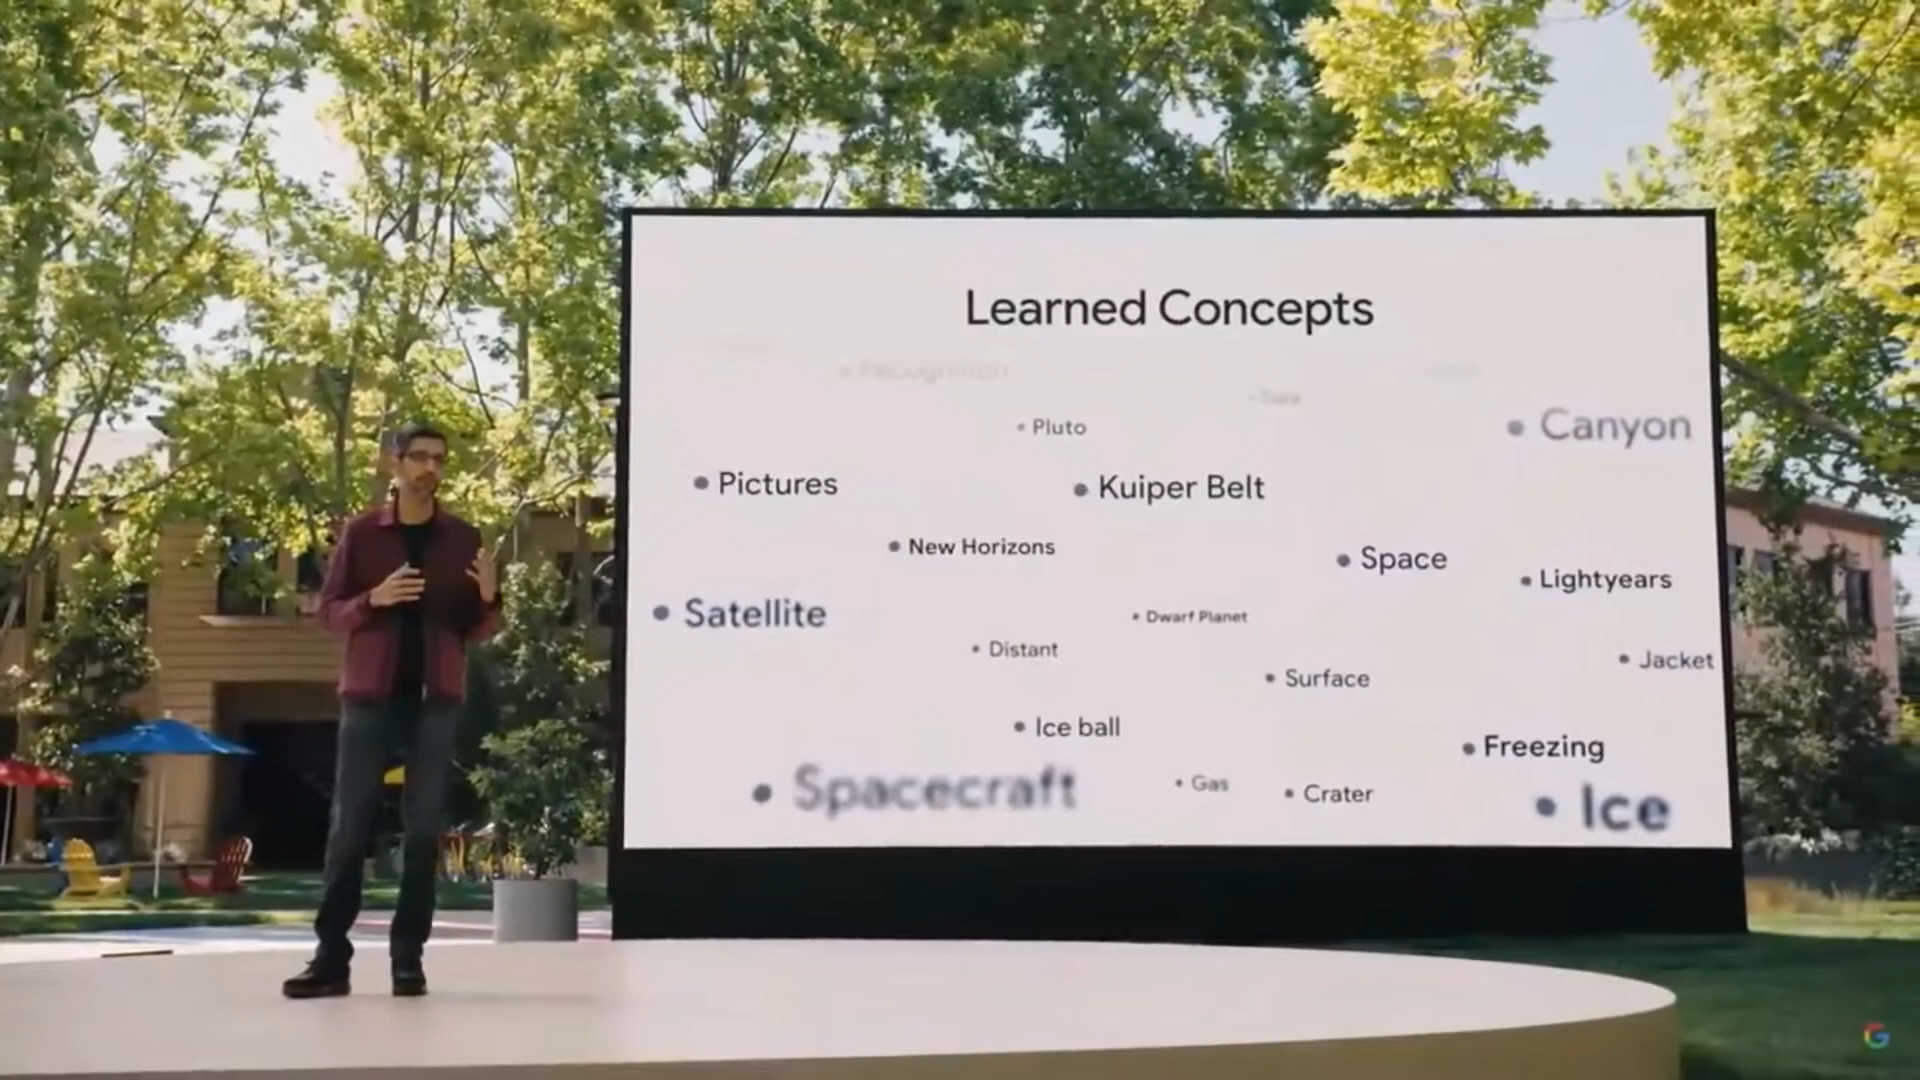 Learned Concepts
Recognition
Pluto
Canyon
Pictures
Kuiper Belt
New Horizons
Space
Lightyears
Satellite
Dwarf Planet
Distant
Jacket
Surface
Ice ball
Freezing
Spacecraft
Gas
Crater
Ice